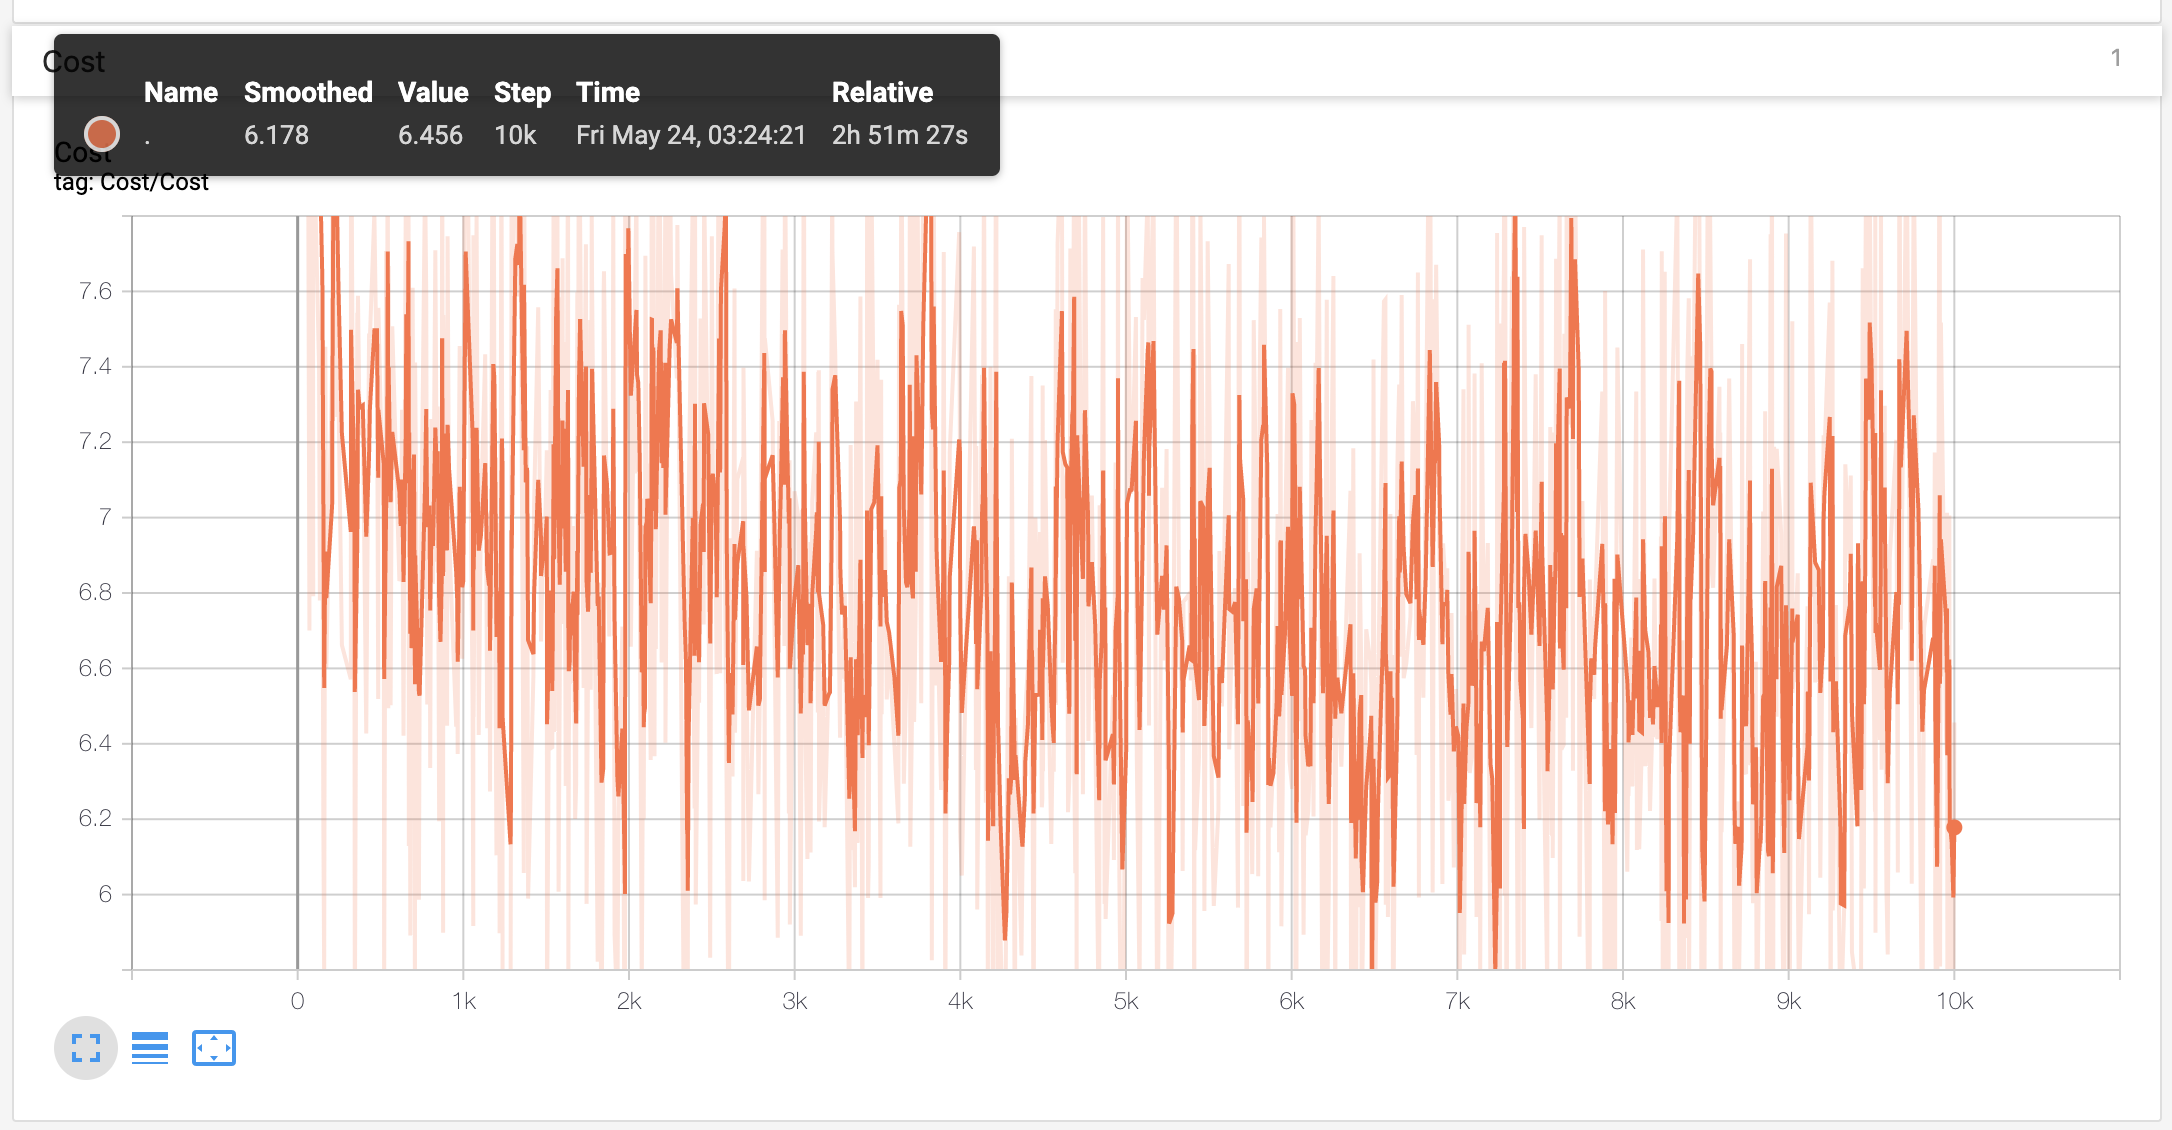 Cost
1
Name Smoothed Value Step Time Relative
. 6.178 6.456 10k Fri May 24, 03:24:21 2h 51m 27s
Cost
tag: Cost/Cost
7.6
7.4
7.2
7
6.8
6.6
6.4
6.2
6
0 1k 2k 3k 4k 5k 6k 7k 8k 9k 10k